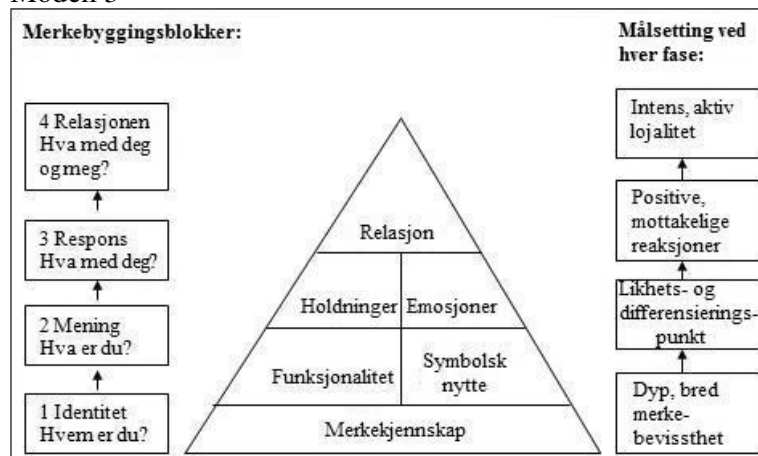 Modell 3
Merkebyggingsblokker:
4 Relasjonen
Hva med deg
og meg?
3 Respons
Hva med deg?
2 Mening
Hva er du?
1 Identitet
Hvem er du?
Relasjon
Holdninger Emosjoner
Funksjonalitet
Symbolsk
nytte
Merkekjennskap
Målsetting ved
hver fase:
Intens, aktiv
lojalitet
Positive,
mottakelige
reaksjoner
Likhets- og
differensierings-
punkt
Dyp, bred
merke-
bevissthet